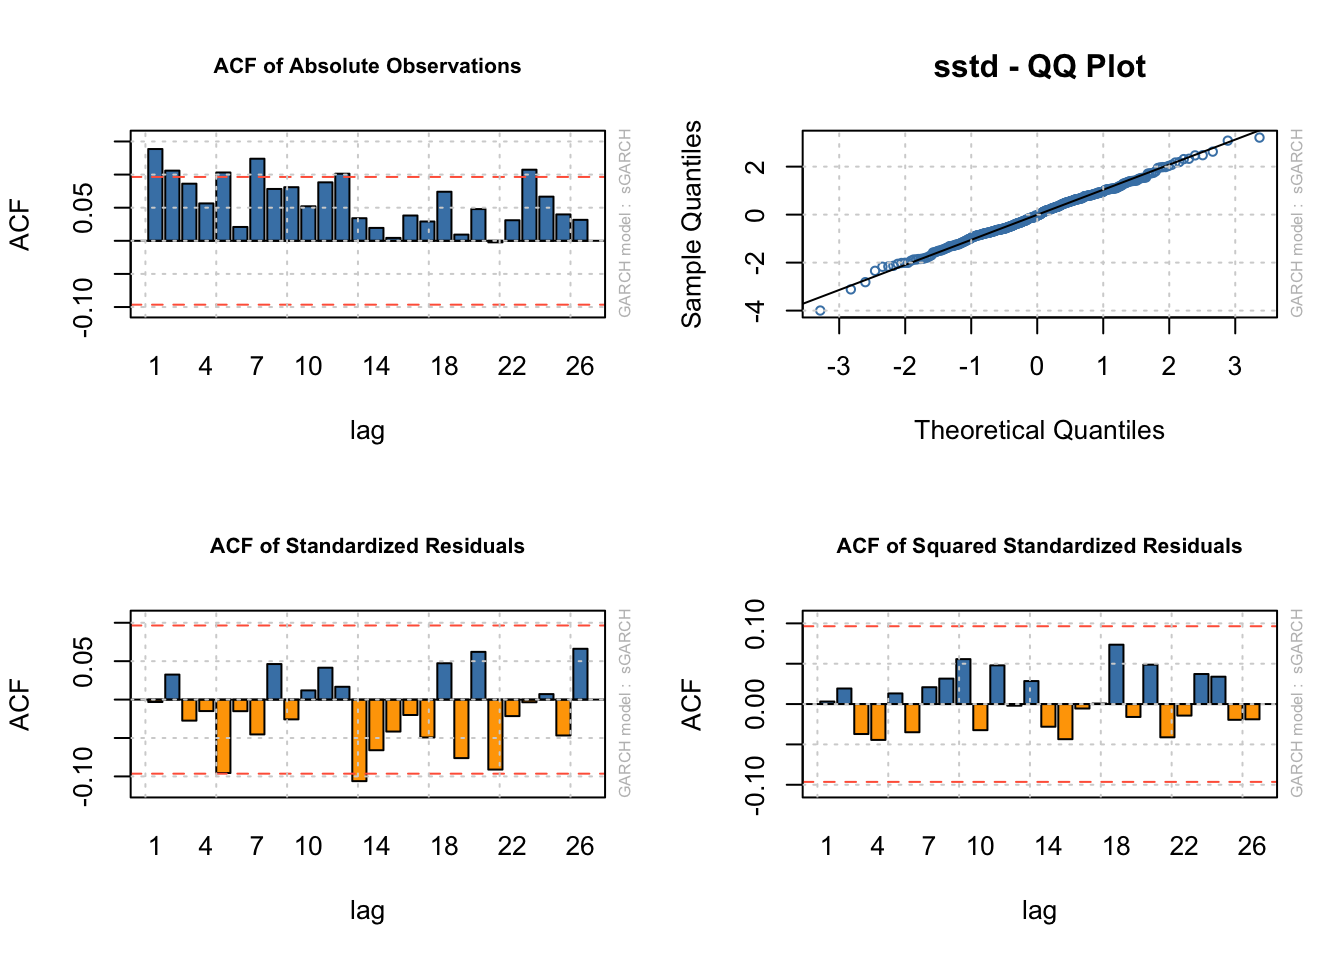 ACF of Absolute Observations
ACF
0.05
-0.10
1 4 7 10 14 18 22 26
lag
GARCH model : sGARCH
sstd - QQ Plot
Sample Quantiles
2
0
-2
-4
-3 -2 -1 0 1 2 3
Theoretical Quantiles
GARCH model : sGARCH
ACF of Standardized Residuals
ACF
0.05
-0.10
1 4 7 10 14 18 22 26
lag
GARCH model : sGARCH
ACF of Squared Standardized Residuals
ACF
0.10
0.00
-0.10
1 4 7 10 14 18 22 26
lag
GARCH model : sGARCH